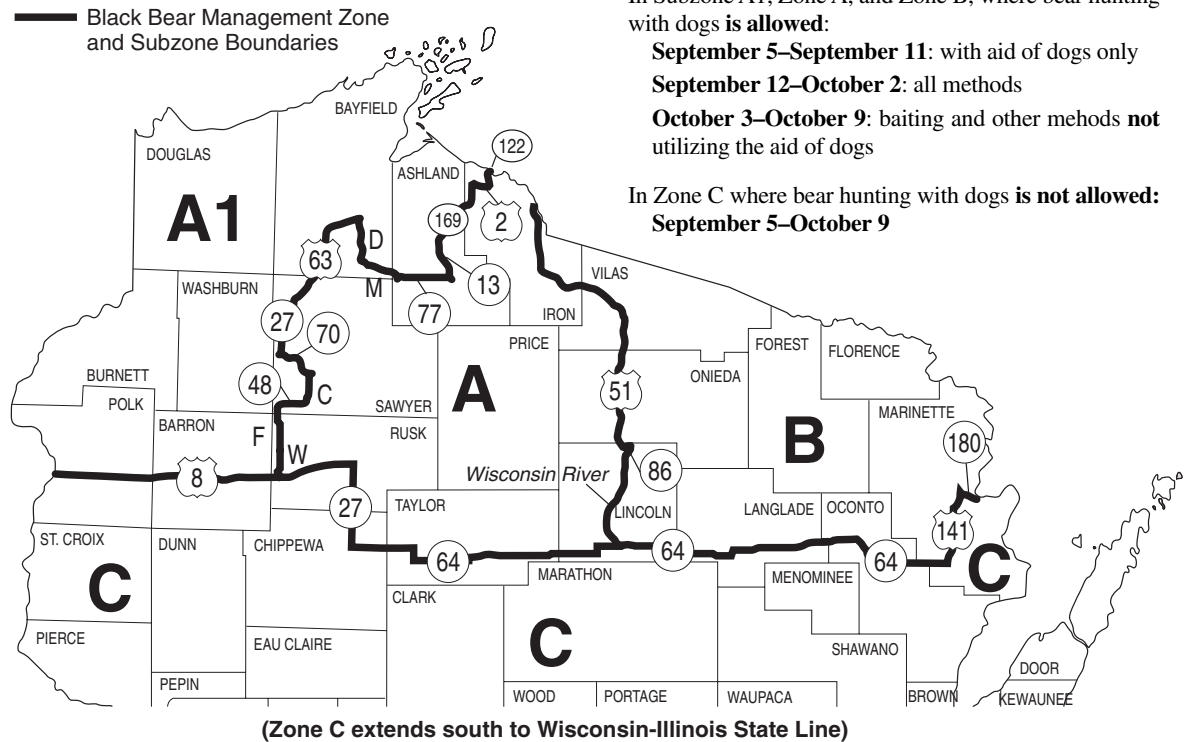 Black Bear Management Zone
and Subzone Boundaries
In Subzone A1, Zone A, and Zone B, where bear hunting
with dogs is allowed:
September 5–September 11: with aid of dogs only
September 12–October 2: all methods
October 3–October 9: baiting and other mehods not
utilizing the aid of dogs
In Zone C where bear hunting with dogs is not allowed:
September 5–October 9
BAYFIELD
DOUGLAS
122
ASHLAND
A1
169
2
D
63
13
VILAS
WASHBURN
M
77
IRON
27
70
PRICE
FOREST
FLORENCE
BURNETT
48
C
A
51
ONIEDA
POLK
SAWYER
MARINETTE
BARRON
RUSK
F
B
180
W
8
Wisconsin River
86
27
TAYLOR
LINCOLN
LANGLADE
OCONTO
141
ST. CROIX
DUNN
CHIPPEWA
64
64
64
C
C
MARATHON
MENOMINEE
CLARK
PIERCE
EAU CLAIRE
C
SHAWANO
DOOR
PEPIN
WOOD
PORTAGE
WAUPACA
BROWN
KEWAUNEE
(Zone C extends south to Wisconsin-Illinois State Line)